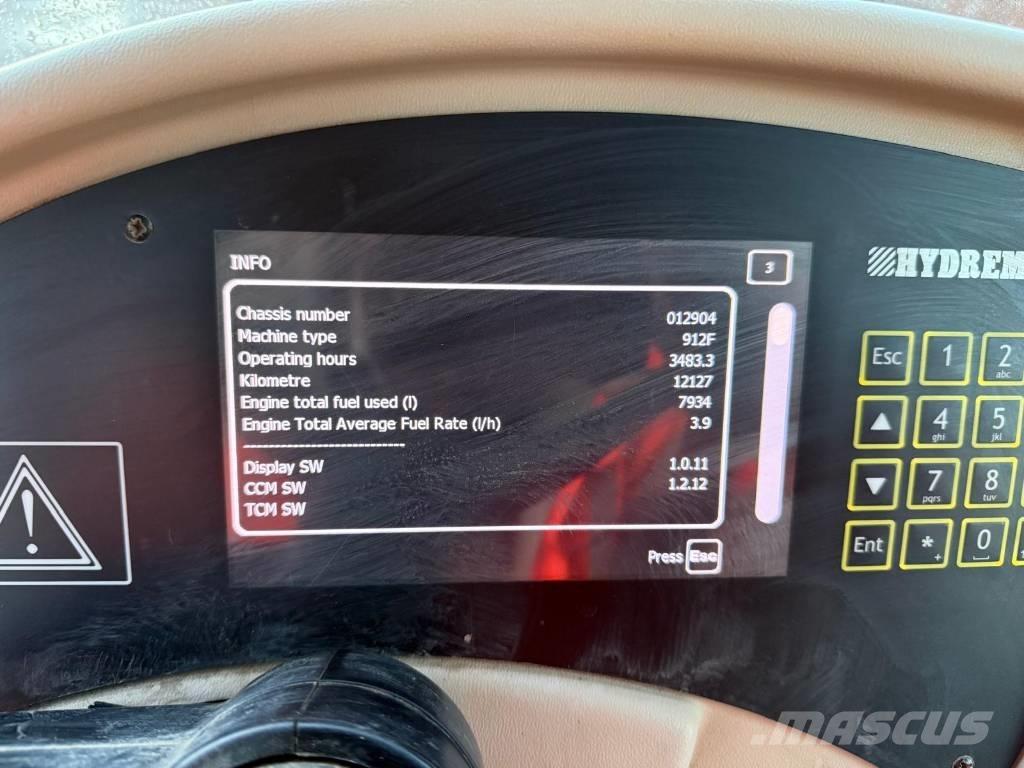 INFO 3
HYDREM
Chassis number 012904
Machine type 912F
Operating hours 3483.3
Kilometre 12127
Engine total fuel used (l) 7934
Engine Total Average Fuel Rate (l/h) 3.9
----------------------------
Display SW 1.0.11
CCM SW 1.2.12
TCM SW
Press Esc
Esc 1 2 abc
4 ghi 5 jkl
7 pqrs 8 tuv
Ent * + 0
!
MASCUS